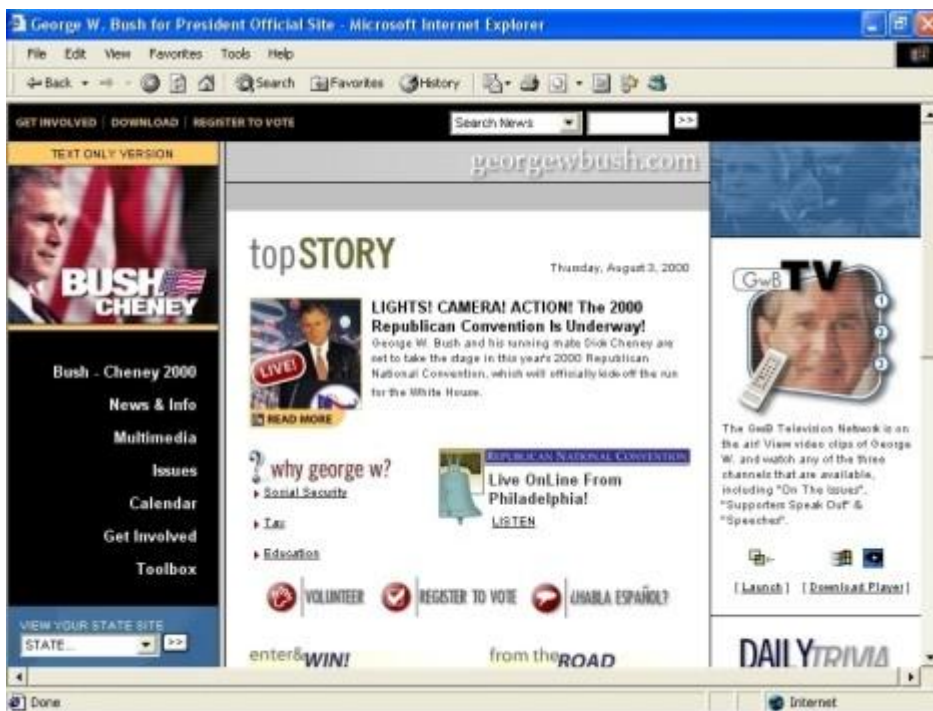 George W. Bush for President Official Site - Microsoft Internet Explorer
File Edit View Favorites Tools Help
Back Search Favorites History
GET INVOLVED | DOWNLOAD | REGISTER TO VOTE
Search News >>
TEXT ONLY VERSION
georgewbush.com
BUSH
CHENEY
Bush - Cheney 2000
News & Info
Multimedia
Issues
Calendar
Get Involved
Toolbox
VIEW YOUR STATE SITE
STATE... >>
topSTORY
Thursday, August 3, 2000
LIVE!
READ MORE
LIGHTS! CAMERA! ACTION! The 2000
Republican Convention Is Underway!
George W. Bush and his running mate Dick Cheney are
set to take the stage in this year's 2000 Republican
National Convention, which will officially kick-off the run
for the White House.
? why george w?
Social Security
Tax
Education
REPUBLICAN NATIONAL CONVENTION
Live OnLine From
Philadelphia!
LISTEN
VOLUNTEER
REGISTER TO VOTE
¿HABLA ESPAÑOL?
enter&WIN!
from theROAD
GwB TV
1
2
3
The GwB Television Network is on
the air! View video clips of George
W. and watch any of the three
channels that are available,
including "On The Issues",
"Supporters Speak Out" &
"Speeches".
[ Launch ] [ Download Player ]
DAILYTRIVIA
Done
Internet